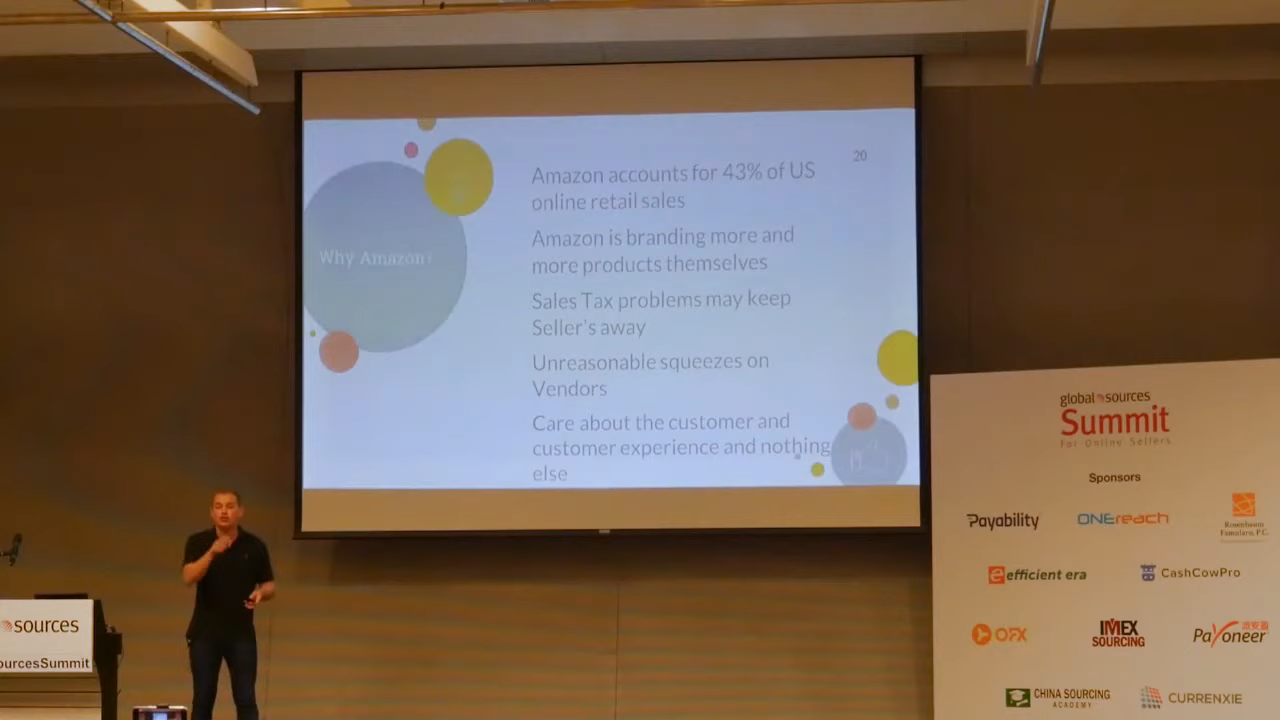 20
Why Amazon?
Amazon accounts for 43% of US
online retail sales
Amazon is branding more and
more products themselves
Sales Tax problems may keep
Seller's away
Unreasonable squeezes on
Vendors
Care about the customer and
customer experience and nothing
else
sources
ourcesSummit
global sources
Summit
For Online Sellers
Sponsors
Payability
ONEreach
Rosenbaum
Famularo, P.C.
efficient era
CashCowPro
OFX
IMEX
SOURCING
Payoneer
CHINA SOURCING
ACADEMY
CURRENXIE